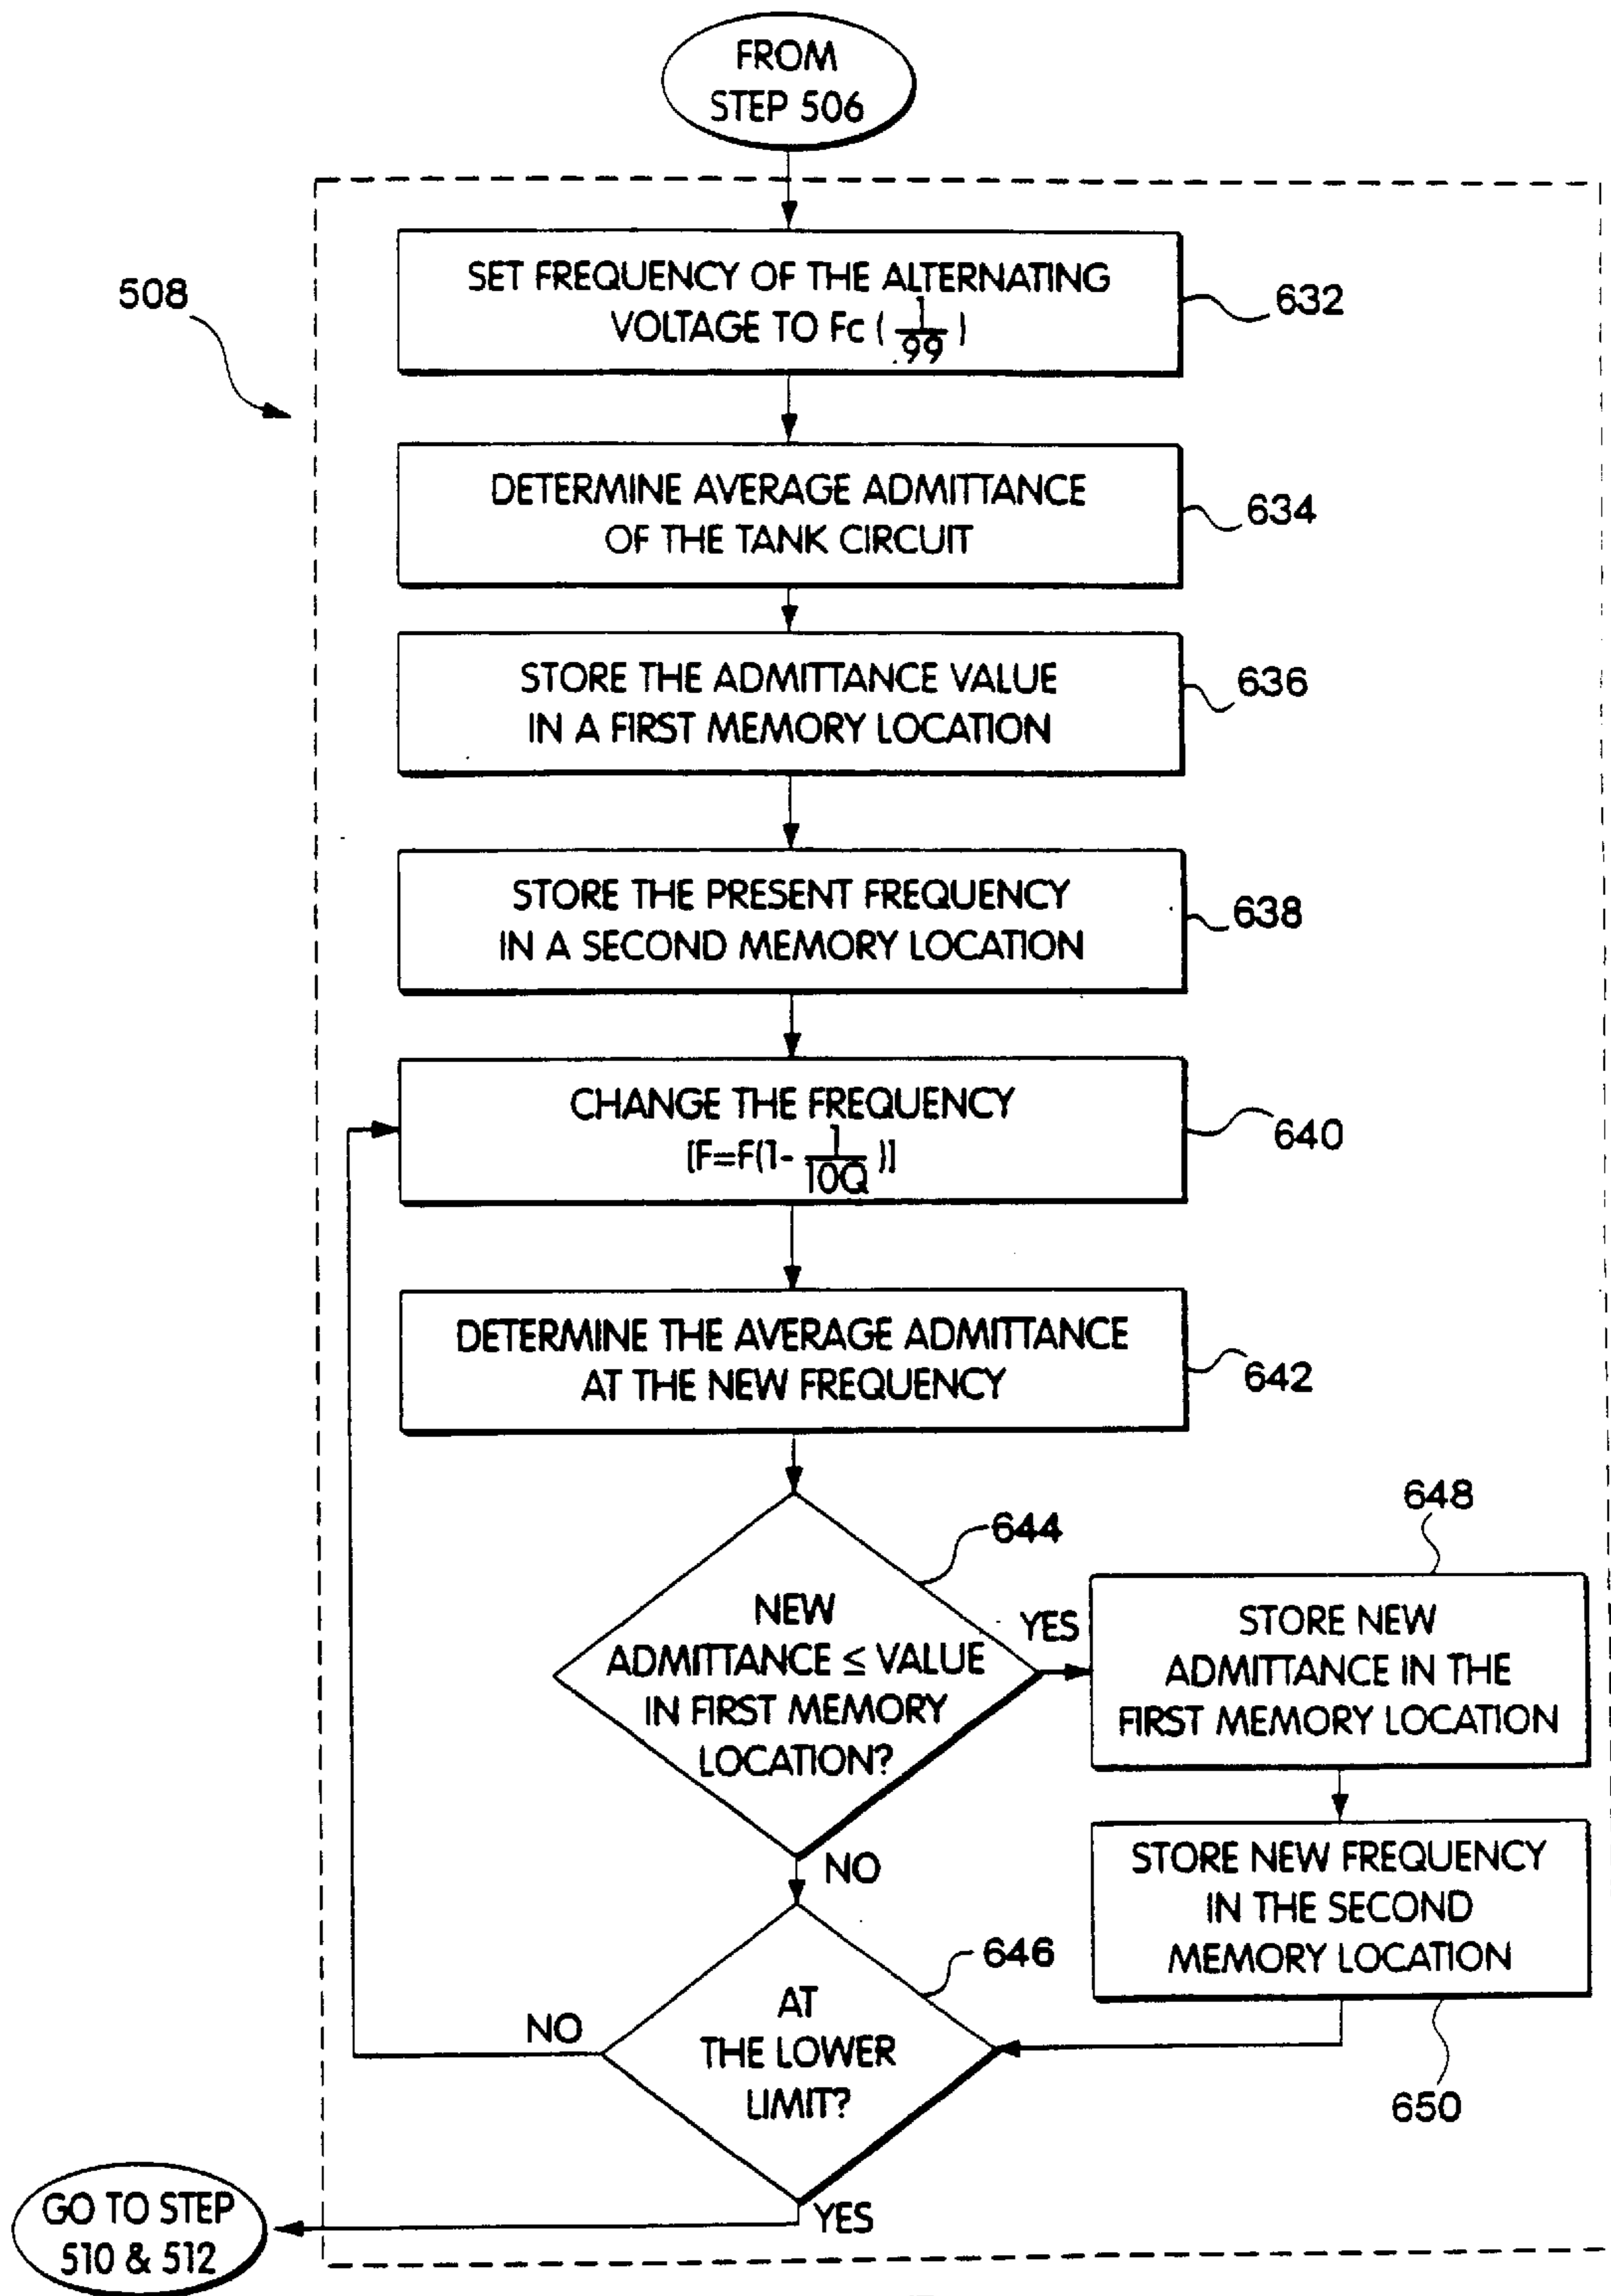 FROM
STEP 506
508
SET FREQUENCY OF THE ALTERNATING
VOLTAGE TO Fc ( 1/.99 )
632
DETERMINE AVERAGE ADMITTANCE
OF THE TANK CIRCUIT
634
STORE THE ADMITTANCE VALUE
IN A FIRST MEMORY LOCATION
636
STORE THE PRESENT FREQUENCY
IN A SECOND MEMORY LOCATION
638
CHANGE THE FREQUENCY
[F=F(1- 1/10Q )]
640
DETERMINE THE AVERAGE ADMITTANCE
AT THE NEW FREQUENCY
642
644
NEW
ADMITTANCE ≤ VALUE
IN FIRST MEMORY
LOCATION?
YES
NO
648
STORE NEW
ADMITTANCE IN THE
FIRST MEMORY LOCATION
STORE NEW FREQUENCY
IN THE SECOND
MEMORY LOCATION
650
646
AT
THE LOWER
LIMIT?
NO
YES
GO TO STEP
510 & 512